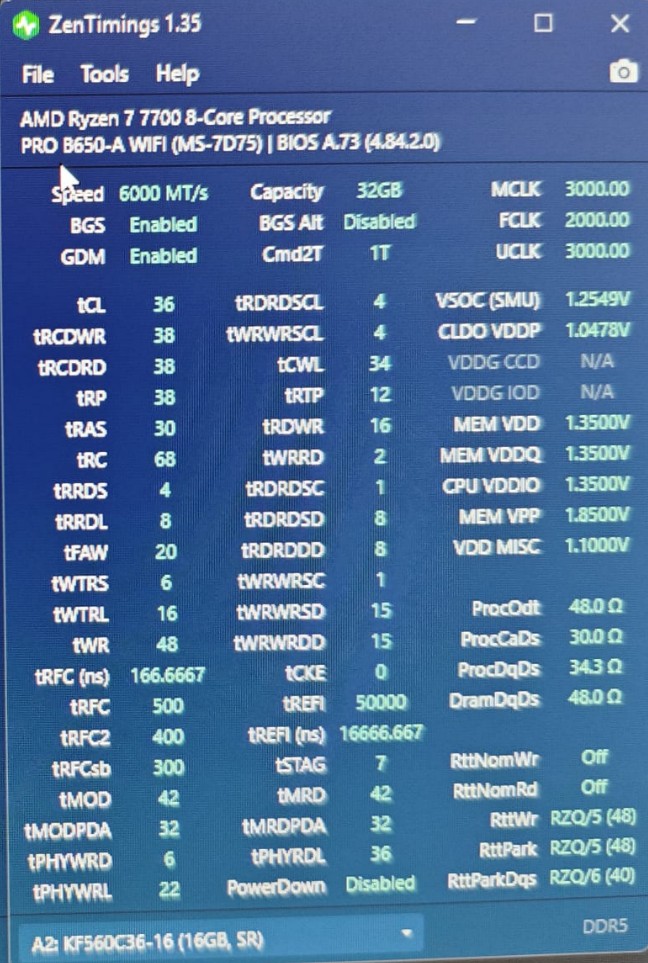 ZenTimings 1.35
File Tools Help
AMD Ryzen 7 7700 8-Core Processor
PRO B650-A WIFI (MS-7D75) | BIOS A.73 (4.84.2.0)
Speed 6000 MT/s Capacity 32GB MCLK 3000.00
BGS Enabled BGS Alt Disabled FCLK 2000.00
GDM Enabled Cmd2T 1T UCLK 3000.00
tCL 36 tRDRDSCL 4 VSOC (SMU) 1.2549V
tRCDWR 38 tWRWRSCL 4 CLDO VDDP 1.0478V
tRCDRD 38 tCWL 34 VDDG CCD N/A
tRP 38 tRTP 12 VDDG IOD N/A
tRAS 30 tRDWR 16 MEM VDD 1.3500V
tRC 68 tWRRD 2 MEM VDDQ 1.3500V
tRRDS 4 tRDRDSC 1 CPU VDDIO 1.3500V
tRRDL 8 tRDRDSD 8 MEM VPP 1.8500V
tFAW 20 tRDRDDD 8 VDD MISC 1.1000V
tWTRS 6 tWRWRSC 1
tWTRL 16 tWRWRSD 15 ProcOdt 48.0 Ω
tWR 48 tWRWRDD 15 ProcCaDs 30.0 Ω
tRFC (ns) 166.6667 tCKE 0 ProcDqDs 34.3 Ω
tRFC 500 tREFI 50000 DramDqDs 48.0 Ω
tRFC2 400 tREFI (ns) 16666.667
tRFCsb 300 tSTAG 7 RttNomWr Off
tMOD 42 tMRD 42 RttNomRd Off
tMODPDA 32 tMRDPDA 32 RttWr RZQ/5 (48)
tPHYWRD 6 tPHYRDL 36 RttPark RZQ/5 (48)
tPHYWRL 22 PowerDown Disabled RttParkDqs RZQ/6 (40)
A2: KF560C36-16 (16GB, SR) DDR5